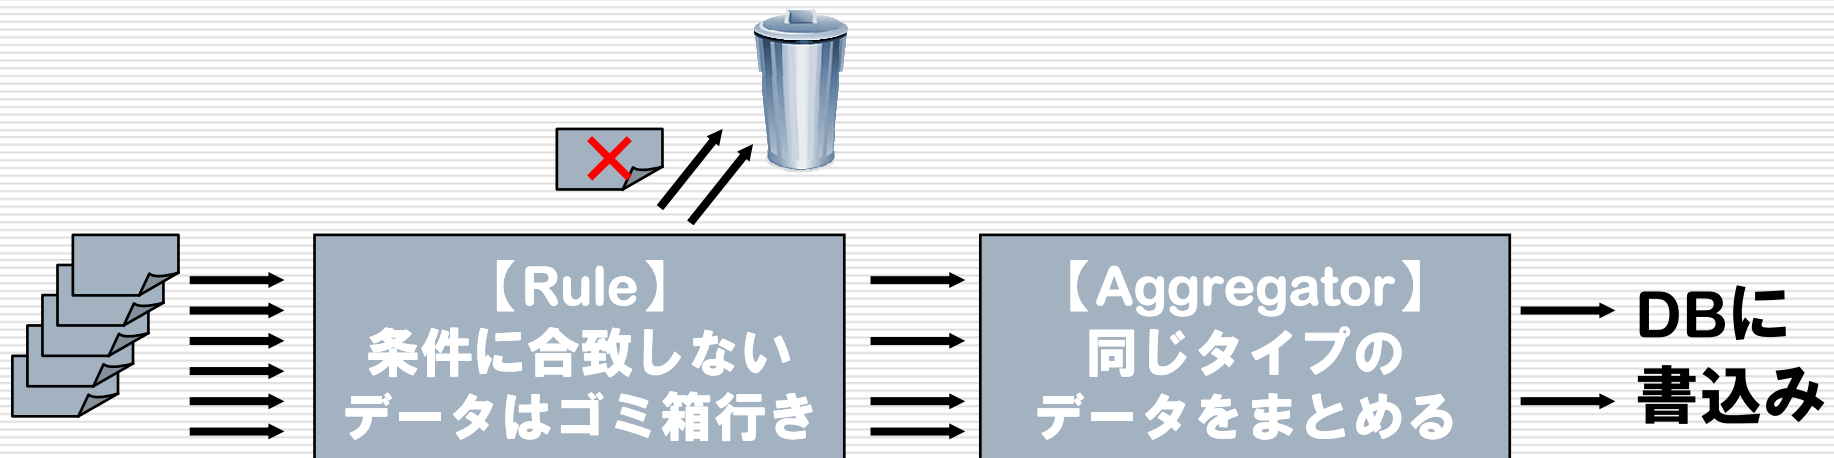 【Rule】
条件に合致しない
データはゴミ箱行き
【Aggregator】
同じタイプの
データをまとめる
DBに
書込み